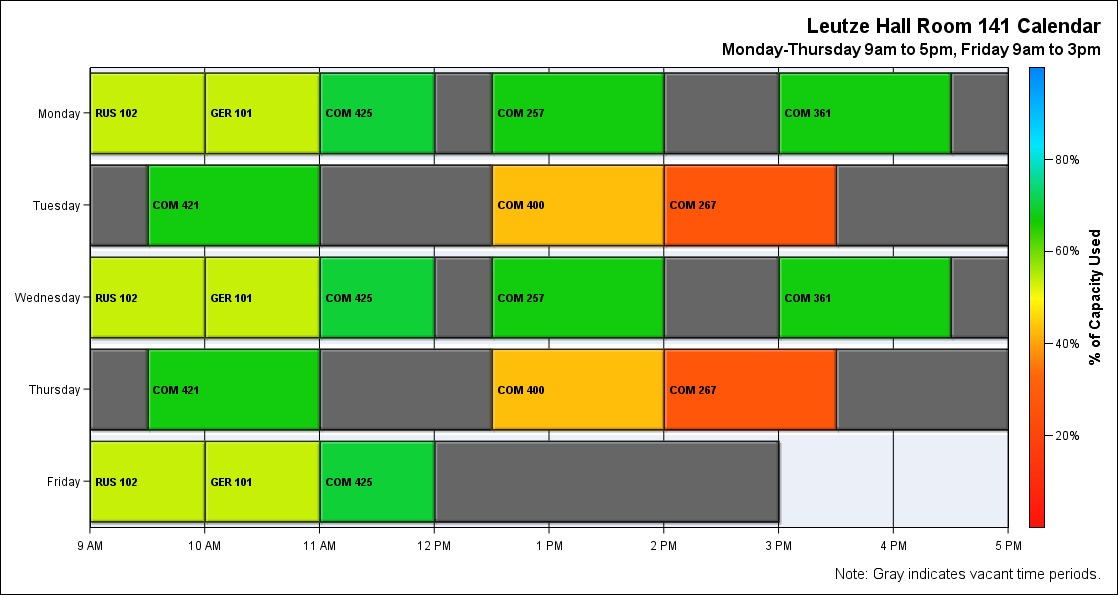 Leutze Hall Room 141 Calendar
Monday-Thursday 9am to 5pm, Friday 9am to 3pm
Monday
RUS 102
GER 101
COM 425
COM 257
COM 361
Tuesday
COM 421
COM 400
COM 267
Wednesday
RUS 102
GER 101
COM 425
COM 257
COM 361
Thursday
COM 421
COM 400
COM 267
Friday
RUS 102
GER 101
COM 425
9 AM
10 AM
11 AM
12 PM
1 PM
2 PM
3 PM
4 PM
5 PM
80%
60%
40%
20%
% of Capacity Used
Note: Gray indicates vacant time periods.